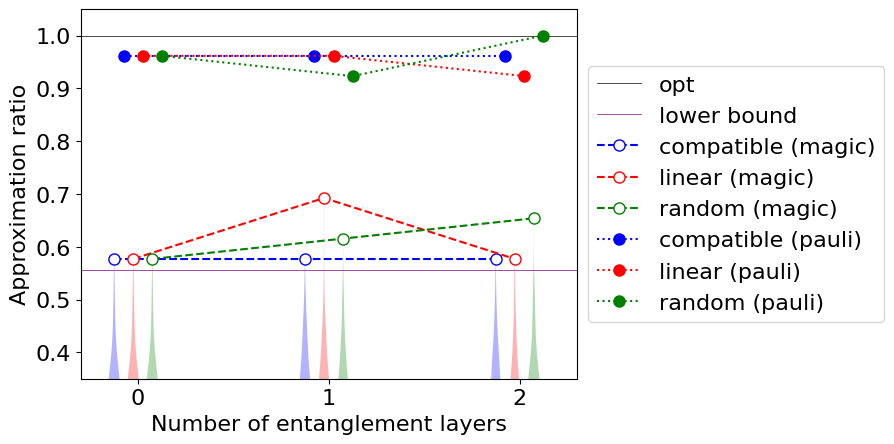 Approximation ratio
1.0
0.9
0.8
0.7
0.6
0.5
0.4
0
1
2
Number of entanglement layers
opt
lower bound
compatible (magic)
linear (magic)
random (magic)
compatible (pauli)
linear (pauli)
random (pauli)